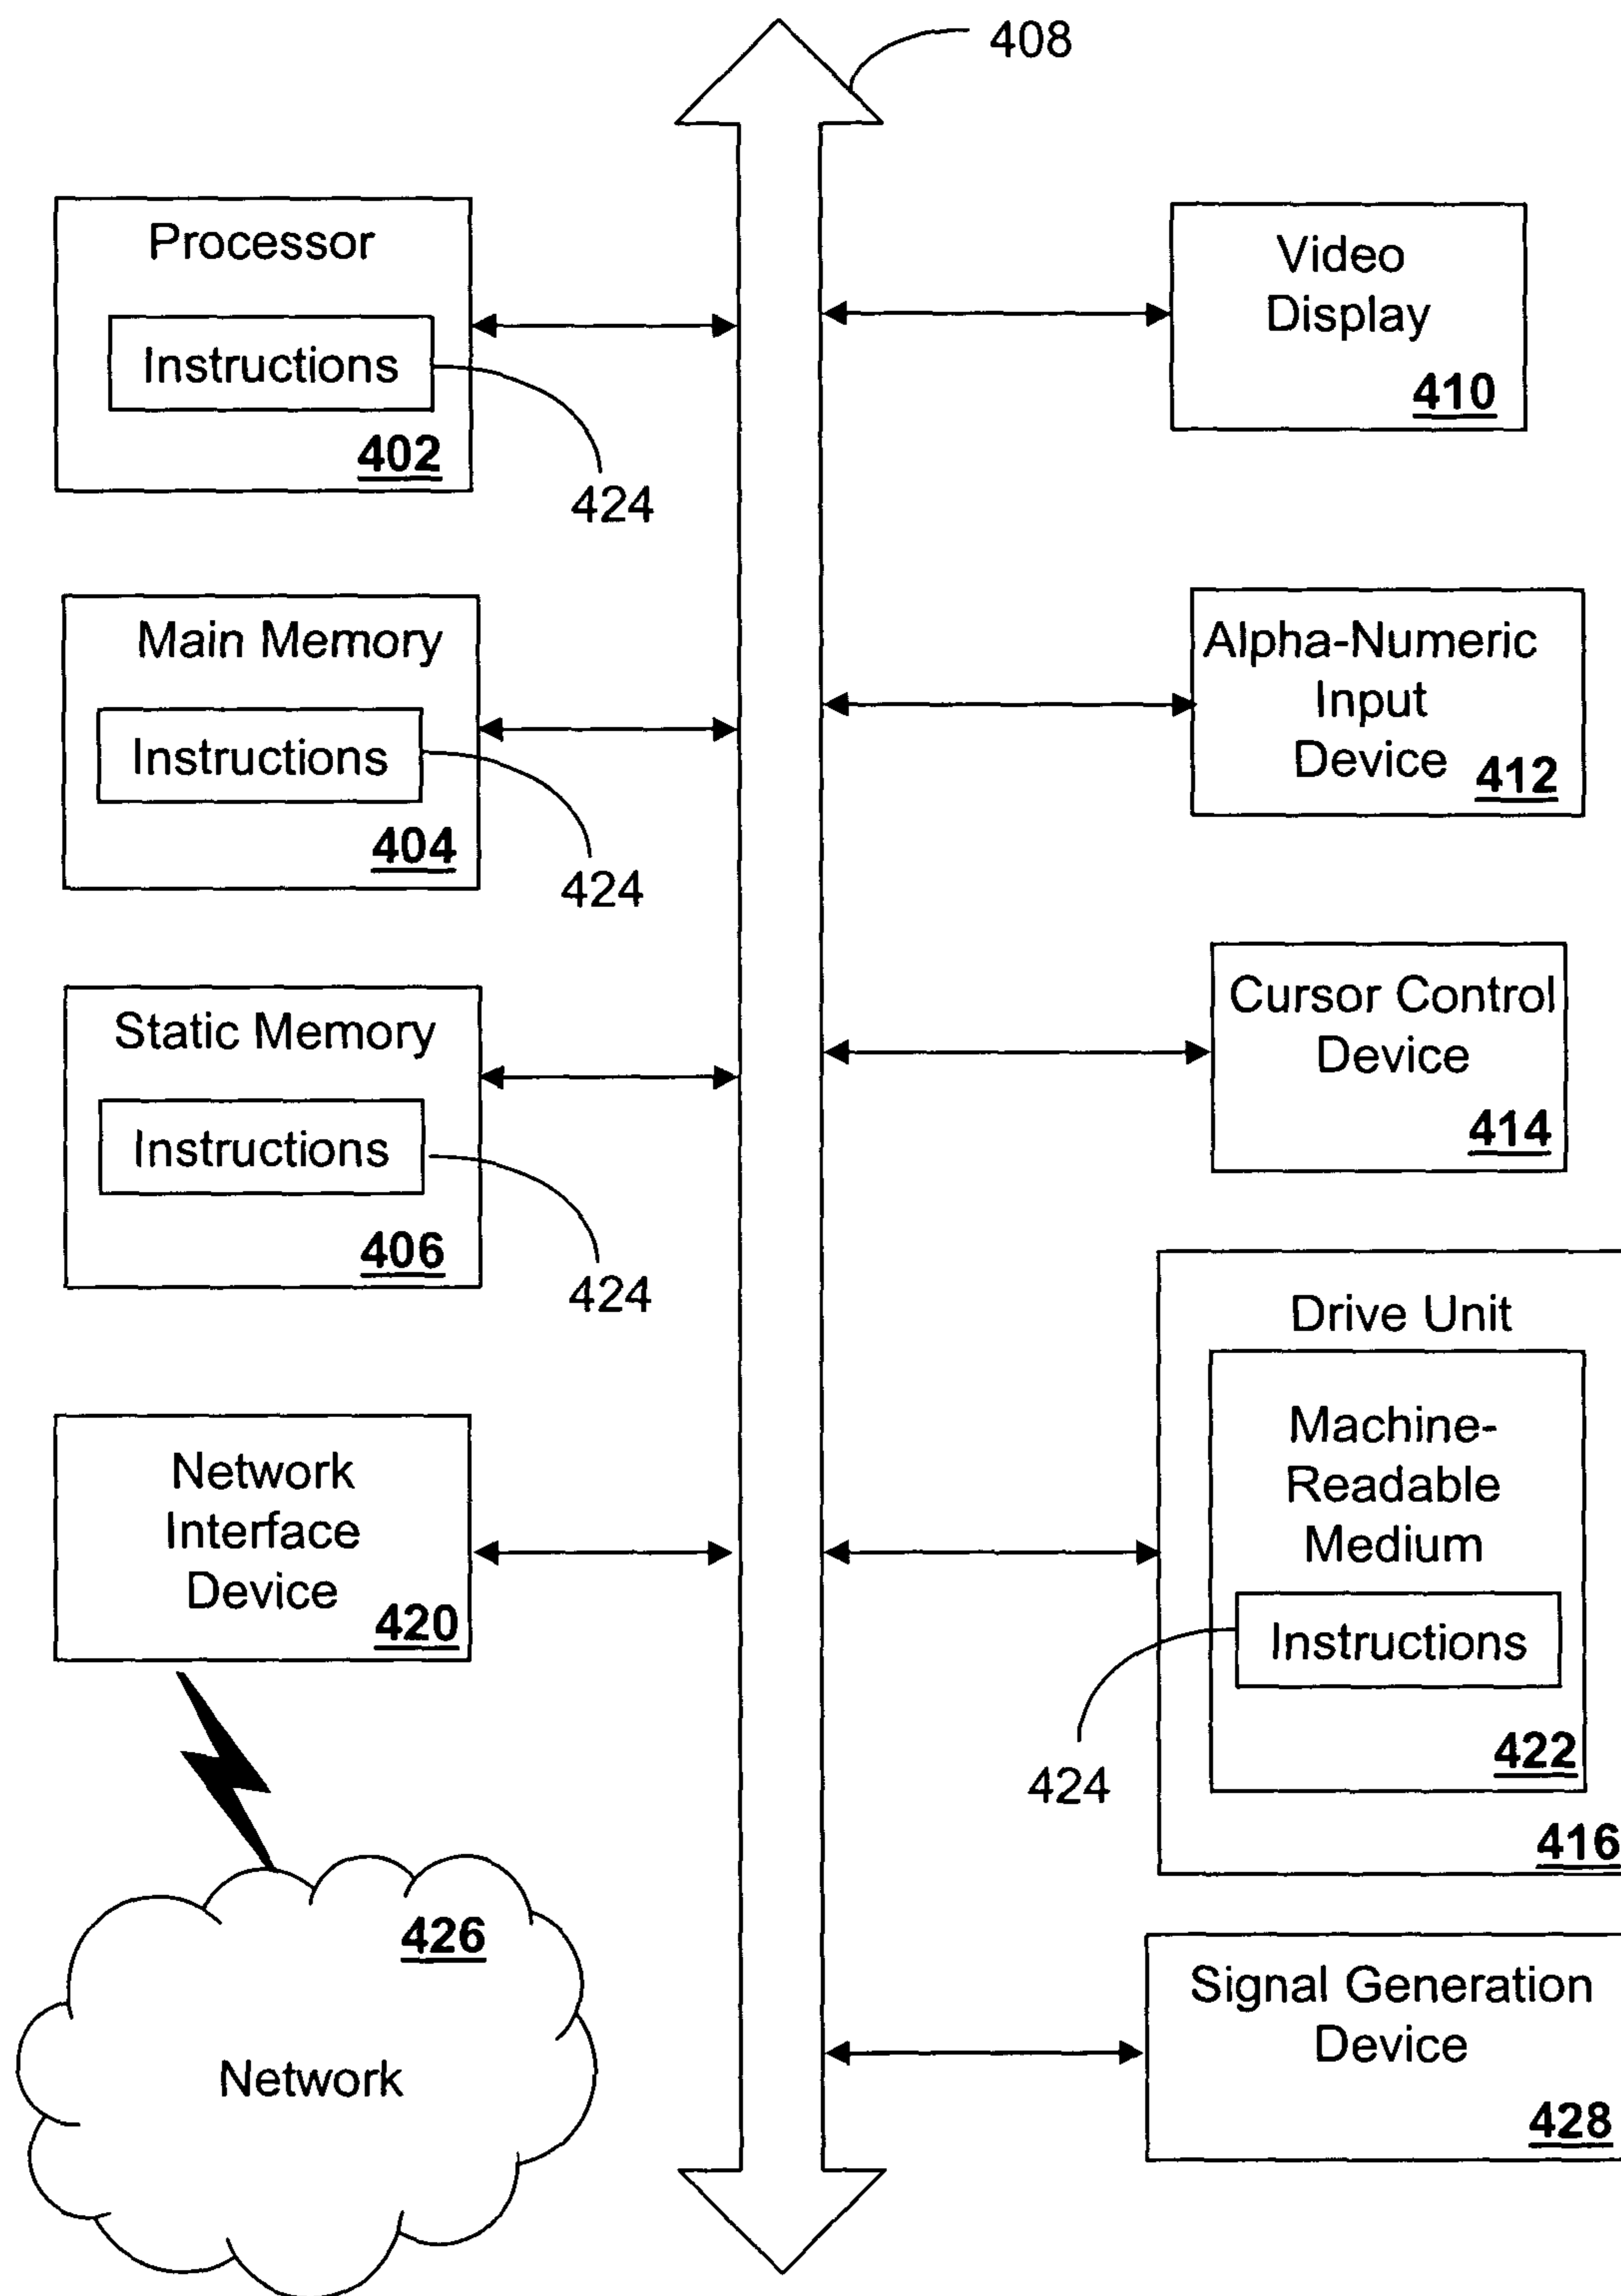 408
Processor
Instructions
402
424
Main Memory
Instructions
404
424
Static Memory
Instructions
406
424
Network
Interface
Device
420
426
Network
Video
Display
410
Alpha-Numeric
Input
Device
412
Cursor Control
Device
414
Drive Unit
Machine-
Readable
Medium
Instructions
424
422
416
Signal Generation
Device
428